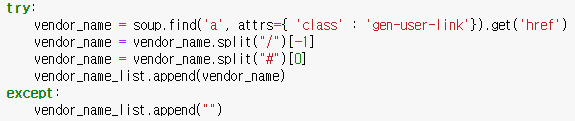 try:
    vendor_name = soup.find('a', attrs={ 'class' : 'gen-user-link'}).get('href')
    vendor_name = vendor_name.split("/")[-1]
    vendor_name = vendor_name.split("#")[0]
    vendor_name_list.append(vendor_name)
except:
    vendor_name_list.append("")